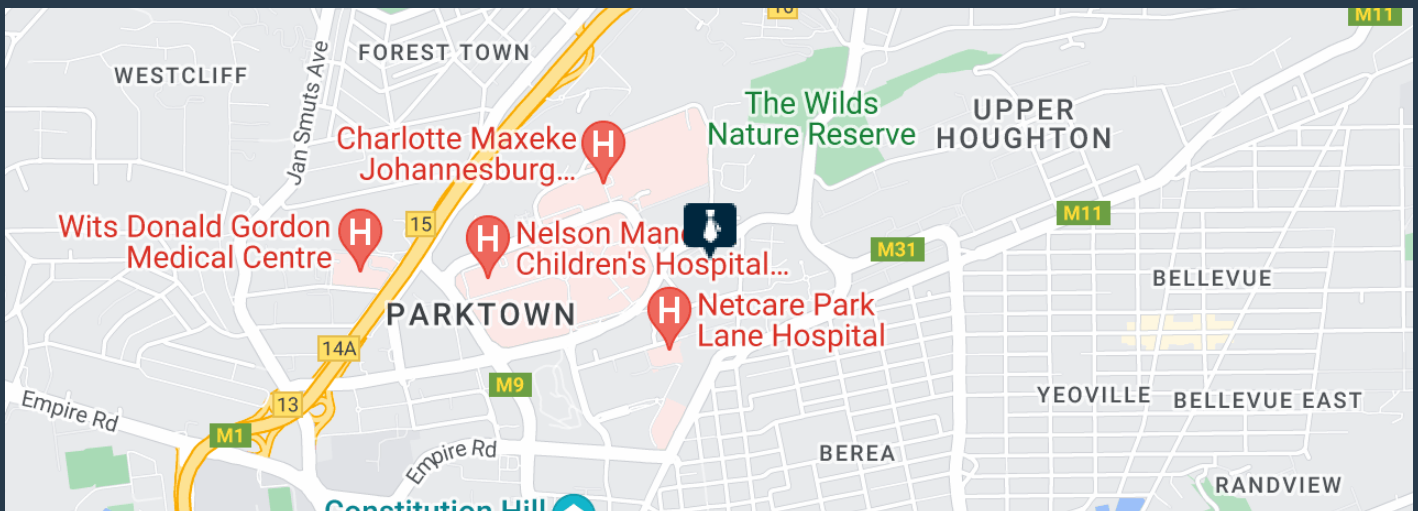 M11
FOREST TOWN
WESTCLIFF
Jan Smuts Ave
The Wilds
Nature Reserve
UPPER
HOUGHTON
Charlotte Maxeke
Johannesburg...
H
M11
Wits Donald Gordon
Medical Centre
H
15
H
Nelson
Children's Hospital...
M31
BELLEVUE
PARKTOWN
H
Netcare Park
Lane Hospital
14A
M9
YEOVILLE
BELLEVUE EAST
Empire Rd
13
M1
Empire Rd
BEREA
RANDVIEW
Constitution Hill